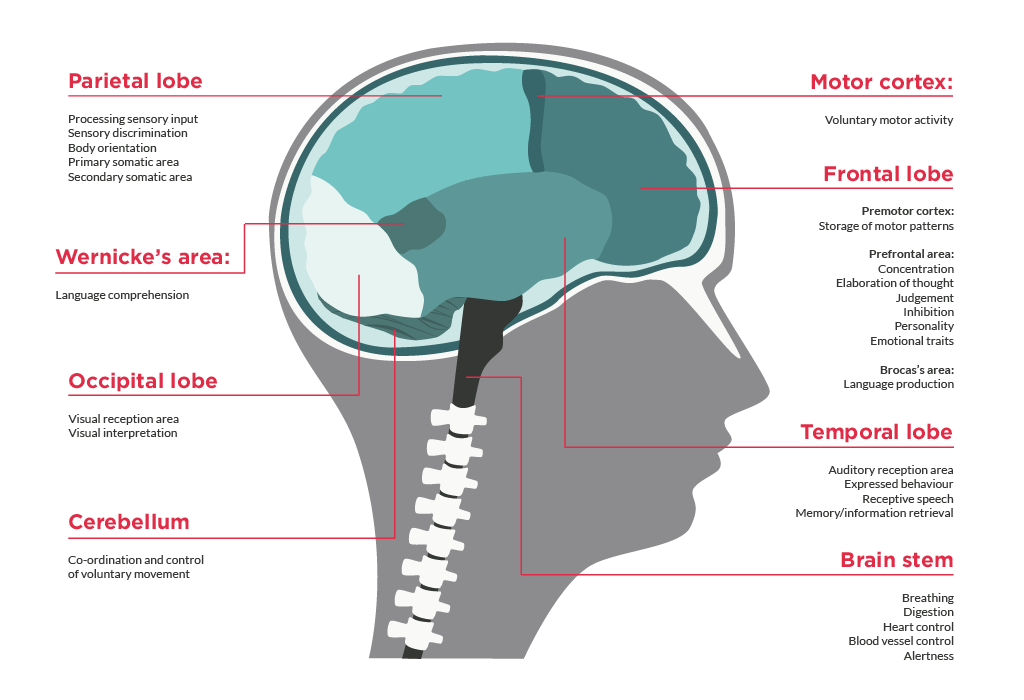 Parietal lobe
Processing sensory input
Sensory discrimination
Body orientation
Primary somatic area
Secondary somatic area
Wernicke’s area:
Language comprehension
Occipital lobe
Visual reception area
Visual interpretation
Cerebellum
Co-ordination and control
of voluntary movement
Motor cortex:
Voluntary motor activity
Frontal lobe
Premotor cortex:
Storage of motor patterns
Prefrontal area:
Concentration
Elaboration of thought
Judgement
Inhibition
Personality
Emotional traits
Brocas’s area:
Language production
Temporal lobe
Auditory reception area
Expressed behaviour
Receptive speech
Memory/information retrieval
Brain stem
Breathing
Digestion
Heart control
Blood vessel control
Alertness